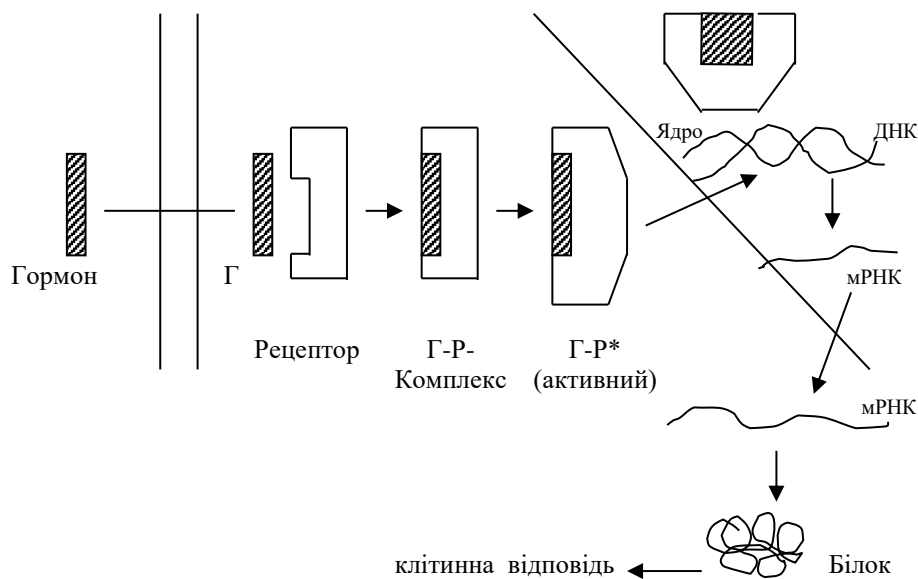 Ядро
ДНК
Гормон
Г
мРНК
Рецептор
Г-Р-
Комплекс
Г-Р*
(активний)
мРНК
клітинна відповідь
Білок